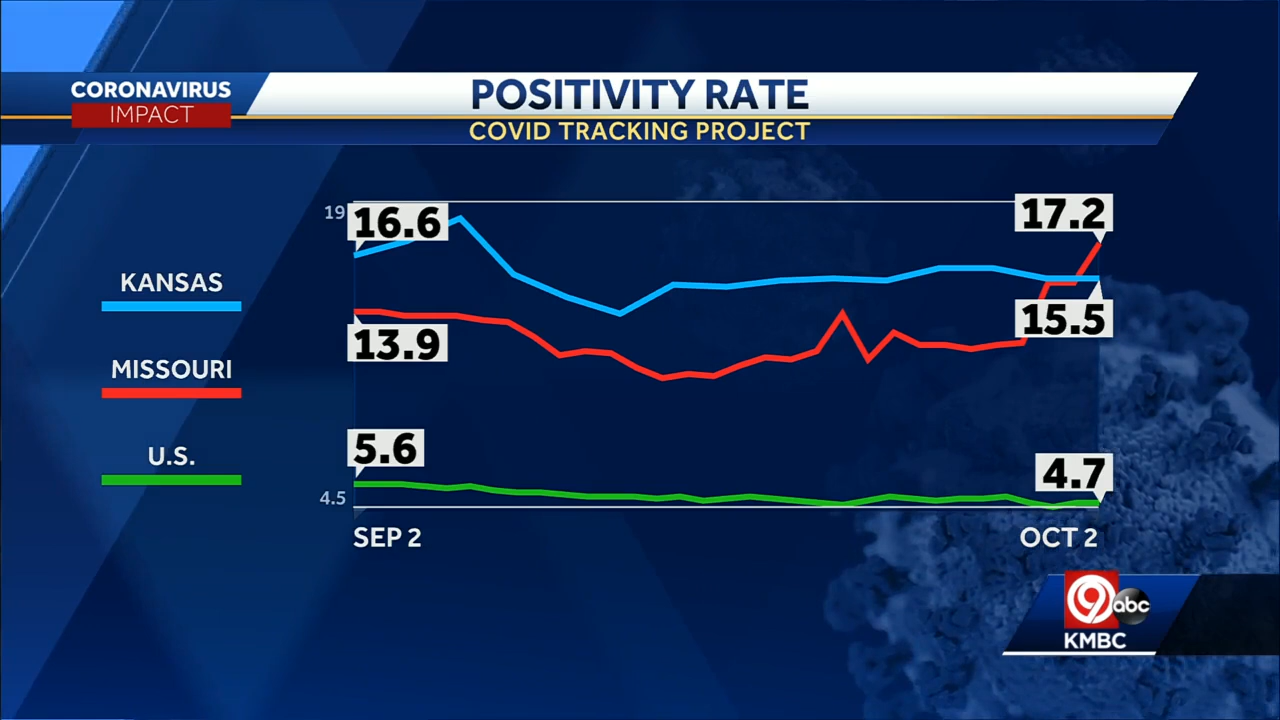 CORONAVIRUS
IMPACT
POSITIVITY RATE
COVID TRACKING PROJECT
KANSAS
MISSOURI
U.S.
19
16.6
17.2
13.9
15.5
5.6
4.7
4.5
SEP 2
OCT 2
9 abc
KMBC